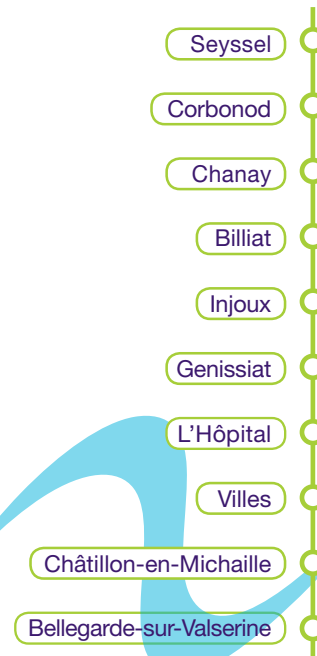 Seyssel
Corbonod
Chanay
Billiat
Injoux
Genissiat
L'Hôpital
Villes
Châtillon-en-Michaille
Bellegarde-sur-Valserine